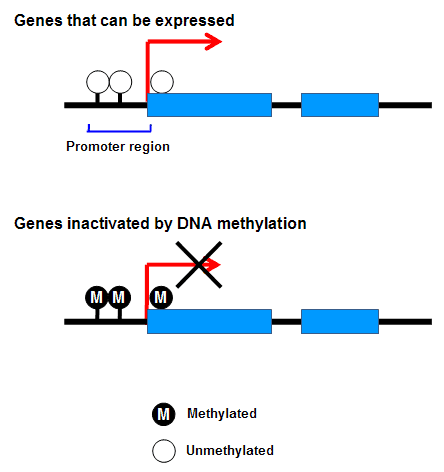 Genes that can be expressed
Promoter region
Genes inactivated by DNA methylation
M M M
M Methylated
Unmethylated